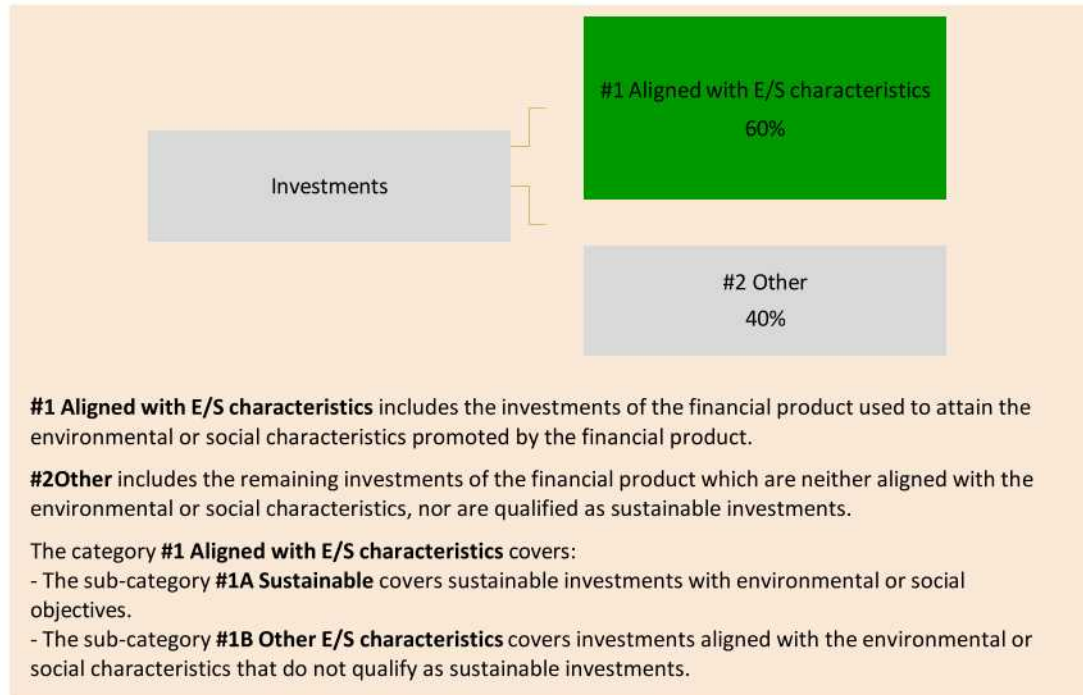 #1 Aligned with E/S characteristics
60%
Investments
#2 Other
40%
#1 Aligned with E/S characteristics includes the investments of the financial product used to attain the
environmental or social characteristics promoted by the financial product.
#2Other includes the remaining investments of the financial product which are neither aligned with the
environmental or social characteristics, nor are qualified as sustainable investments.
The category #1 Aligned with E/S characteristics covers:
- The sub-category #1A Sustainable covers sustainable investments with environmental or social
objectives.
- The sub-category #1B Other E/S characteristics covers investments aligned with the environmental or
social characteristics that do not qualify as sustainable investments.